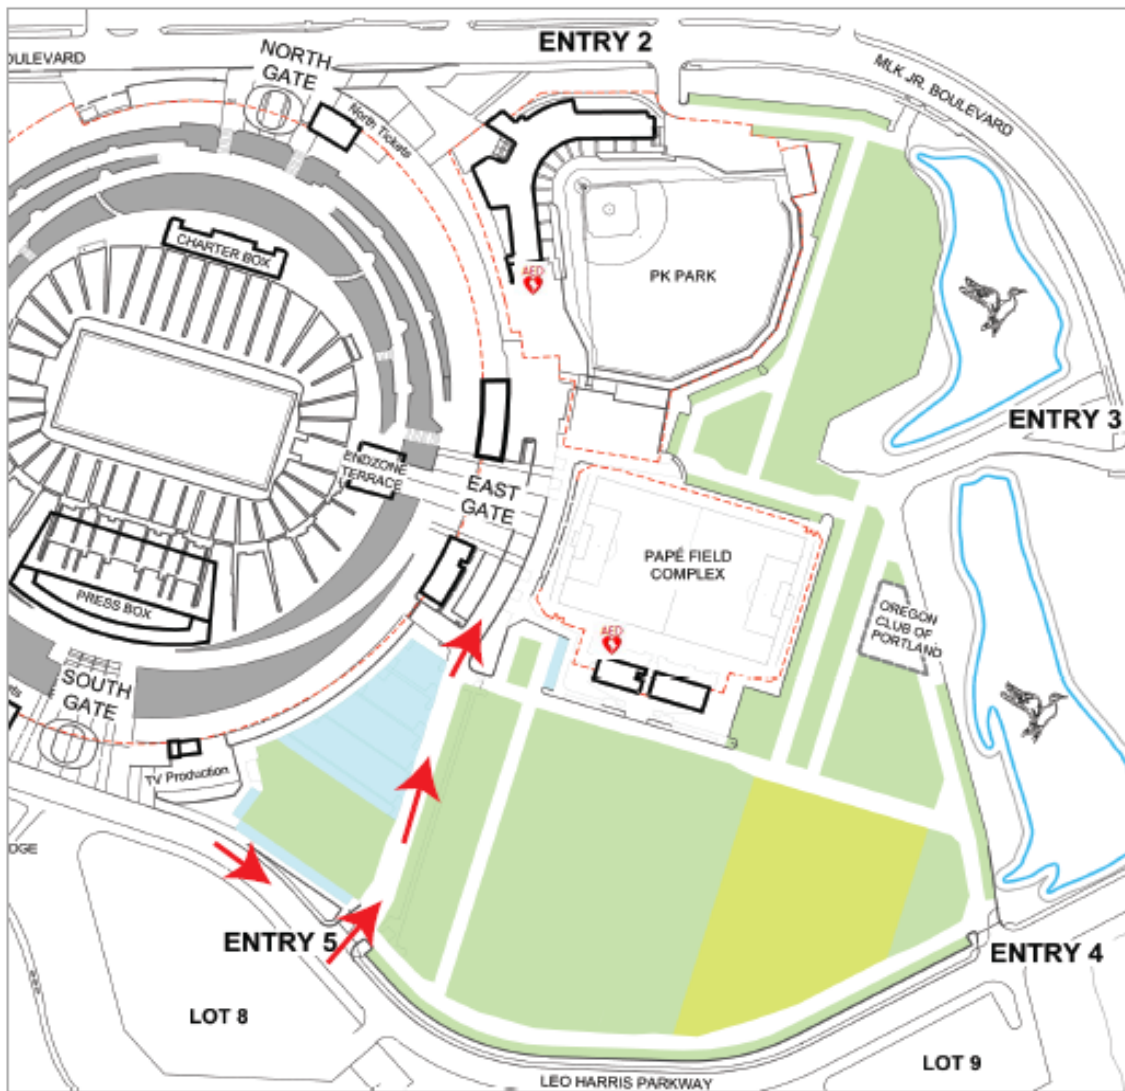 ENTRY 2
OULEVARD
NORTH
GATE
MLK JR. BOULEVARD
North Tickets
CHARTER BOX
AED
PK PARK
ENTRY 3
ENDZONE
TERRACE
EAST
GATE
PAPÉ FIELD
COMPLEX
PRESS BOX
OREGON
CLUB OF
PORTLAND
AED
SOUTH
GATE
TV Production
DGE
ENTRY 5
ENTRY 4
LOT 8
LOT 9
LEO HARRIS PARKWAY